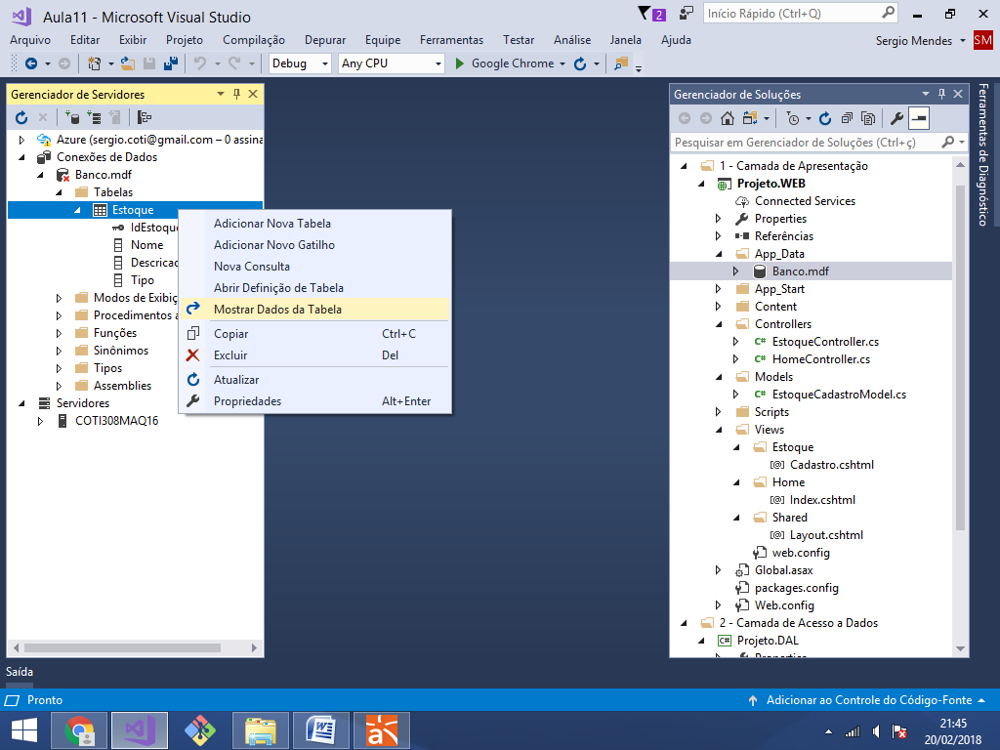 Aula11 - Microsoft Visual Studio
2
Início Rápido (Ctrl+Q)
Arquivo Editar Exibir Projeto Compilação Depurar Equipe Ferramentas Testar Análise Janela Ajuda
Sergio Mendes
SM
Debug
Any CPU
Google Chrome
Gerenciador de Servidores
Azure (sergio.coti@gmail.com – 0 assina
Conexões de Dados
Banco.mdf
Tabelas
Estoque
IdEstoque
Nome
Descricao
Tipo
Modos de Exibiç
Procedimentos a
Funções
Sinônimos
Tipos
Assemblies
Servidores
COTI308MAQ16
Adicionar Nova Tabela
Adicionar Novo Gatilho
Nova Consulta
Abrir Definição de Tabela
Mostrar Dados da Tabela
Copiar Ctrl+C
Excluir Del
Atualizar
Propriedades Alt+Enter
Gerenciador de Soluções
Pesquisar em Gerenciador de Soluções (Ctrl+ç)
1 - Camada de Apresentação
Projeto.WEB
Connected Services
Properties
Referências
App_Data
Banco.mdf
App_Start
Content
Controllers
C# EstoqueController.cs
C# HomeController.cs
Models
C# EstoqueCadastroModel.cs
Scripts
Views
Estoque
[@] Cadastro.cshtml
Home
[@] Index.cshtml
Shared
[@] Layout.cshtml
web.config
Global.asax
packages.config
Web.config
2 - Camada de Acesso a Dados
C# Projeto.DAL
Properties
Ferramentas de Diagnóstico
Saída
Pronto
Adicionar ao Controle do Código-Fonte
21:45
20/02/2018